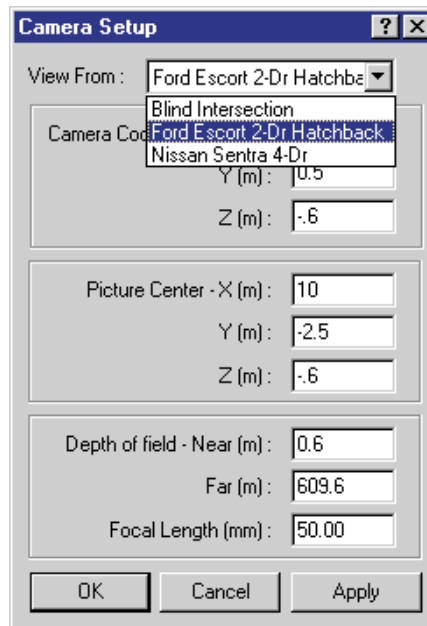 Camera Setup
View From : Ford Escort 2-Dr Hatchba
Blind Intersection
Ford Escort 2-Dr Hatchback
Nissan Sentra 4-Dr
Camera
Y (m) : 0.5
Z (m) : -.6
Picture Center - X (m) : 10
Y (m) : -2.5
Z (m) : -.6
Depth of field - Near (m) : 0.6
Far (m) : 609.6
Focal Length (mm) : 50.00
OK Cancel Apply